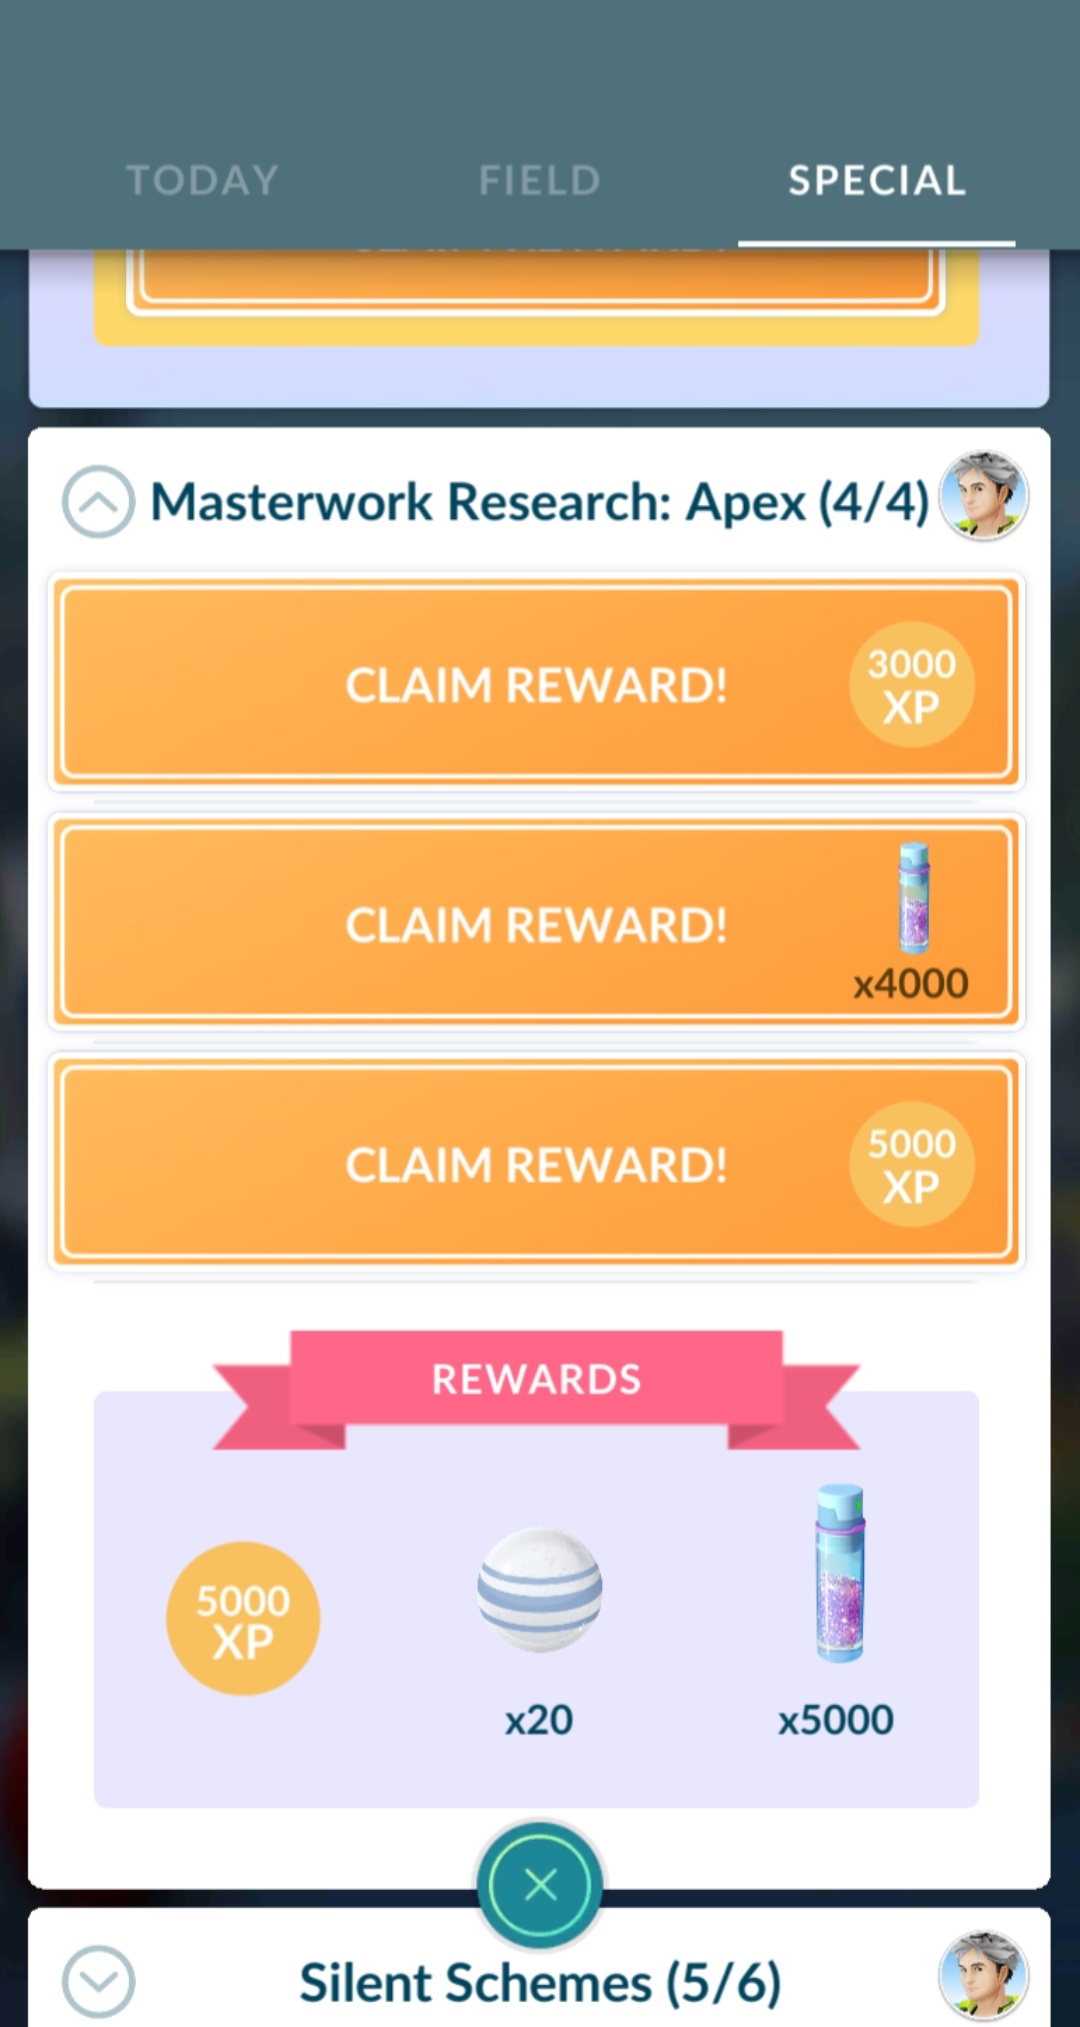 TODAY
FIELD
SPECIAL
Masterwork Research: Apex (4/4)
CLAIM REWARD!
3000
XP
CLAIM REWARD!
x4000
CLAIM REWARD!
5000
XP
REWARDS
5000
XP
x20
x5000
Silent Schemes (5/6)